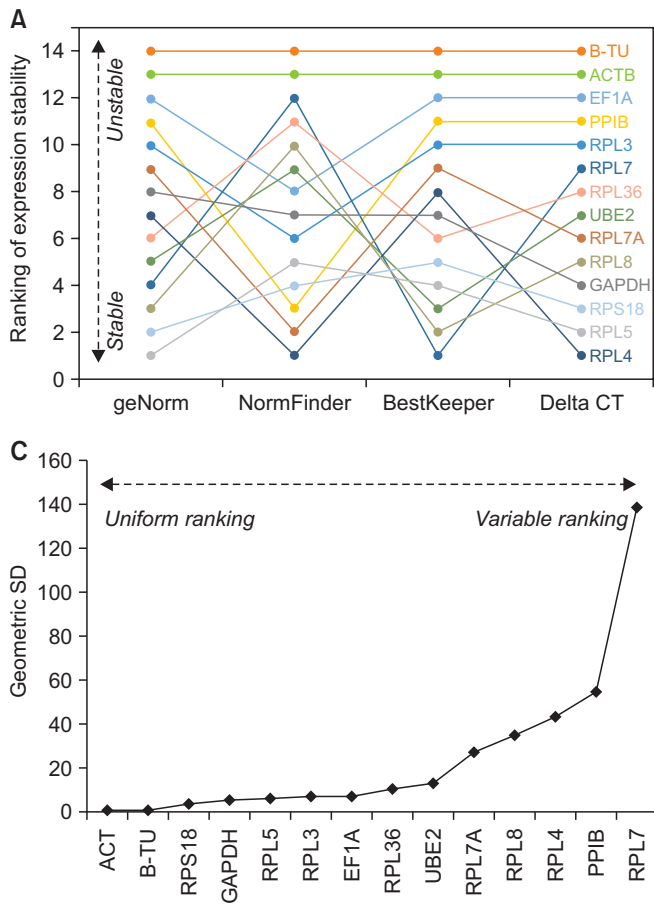 A
Ranking of expression stability
14
12
10
8
6
4
2
0
Unstable
Stable
B-TU
ACTB
EF1A
PPIB
RPL3
RPL7
RPL36
UBE2
RPL7A
RPL8
GAPDH
RPS18
RPL5
RPL4
geNorm
NormFinder
BestKeeper
Delta CT
C
Geometric SD
160
140
120
100
80
60
40
20
0
Uniform ranking
Variable ranking
ACT
B-TU
RPS18
GAPDH
RPL5
RPL3
EF1A
RPL36
UBE2
RPL7A
RPL8
RPL4
PPIB
RPL7